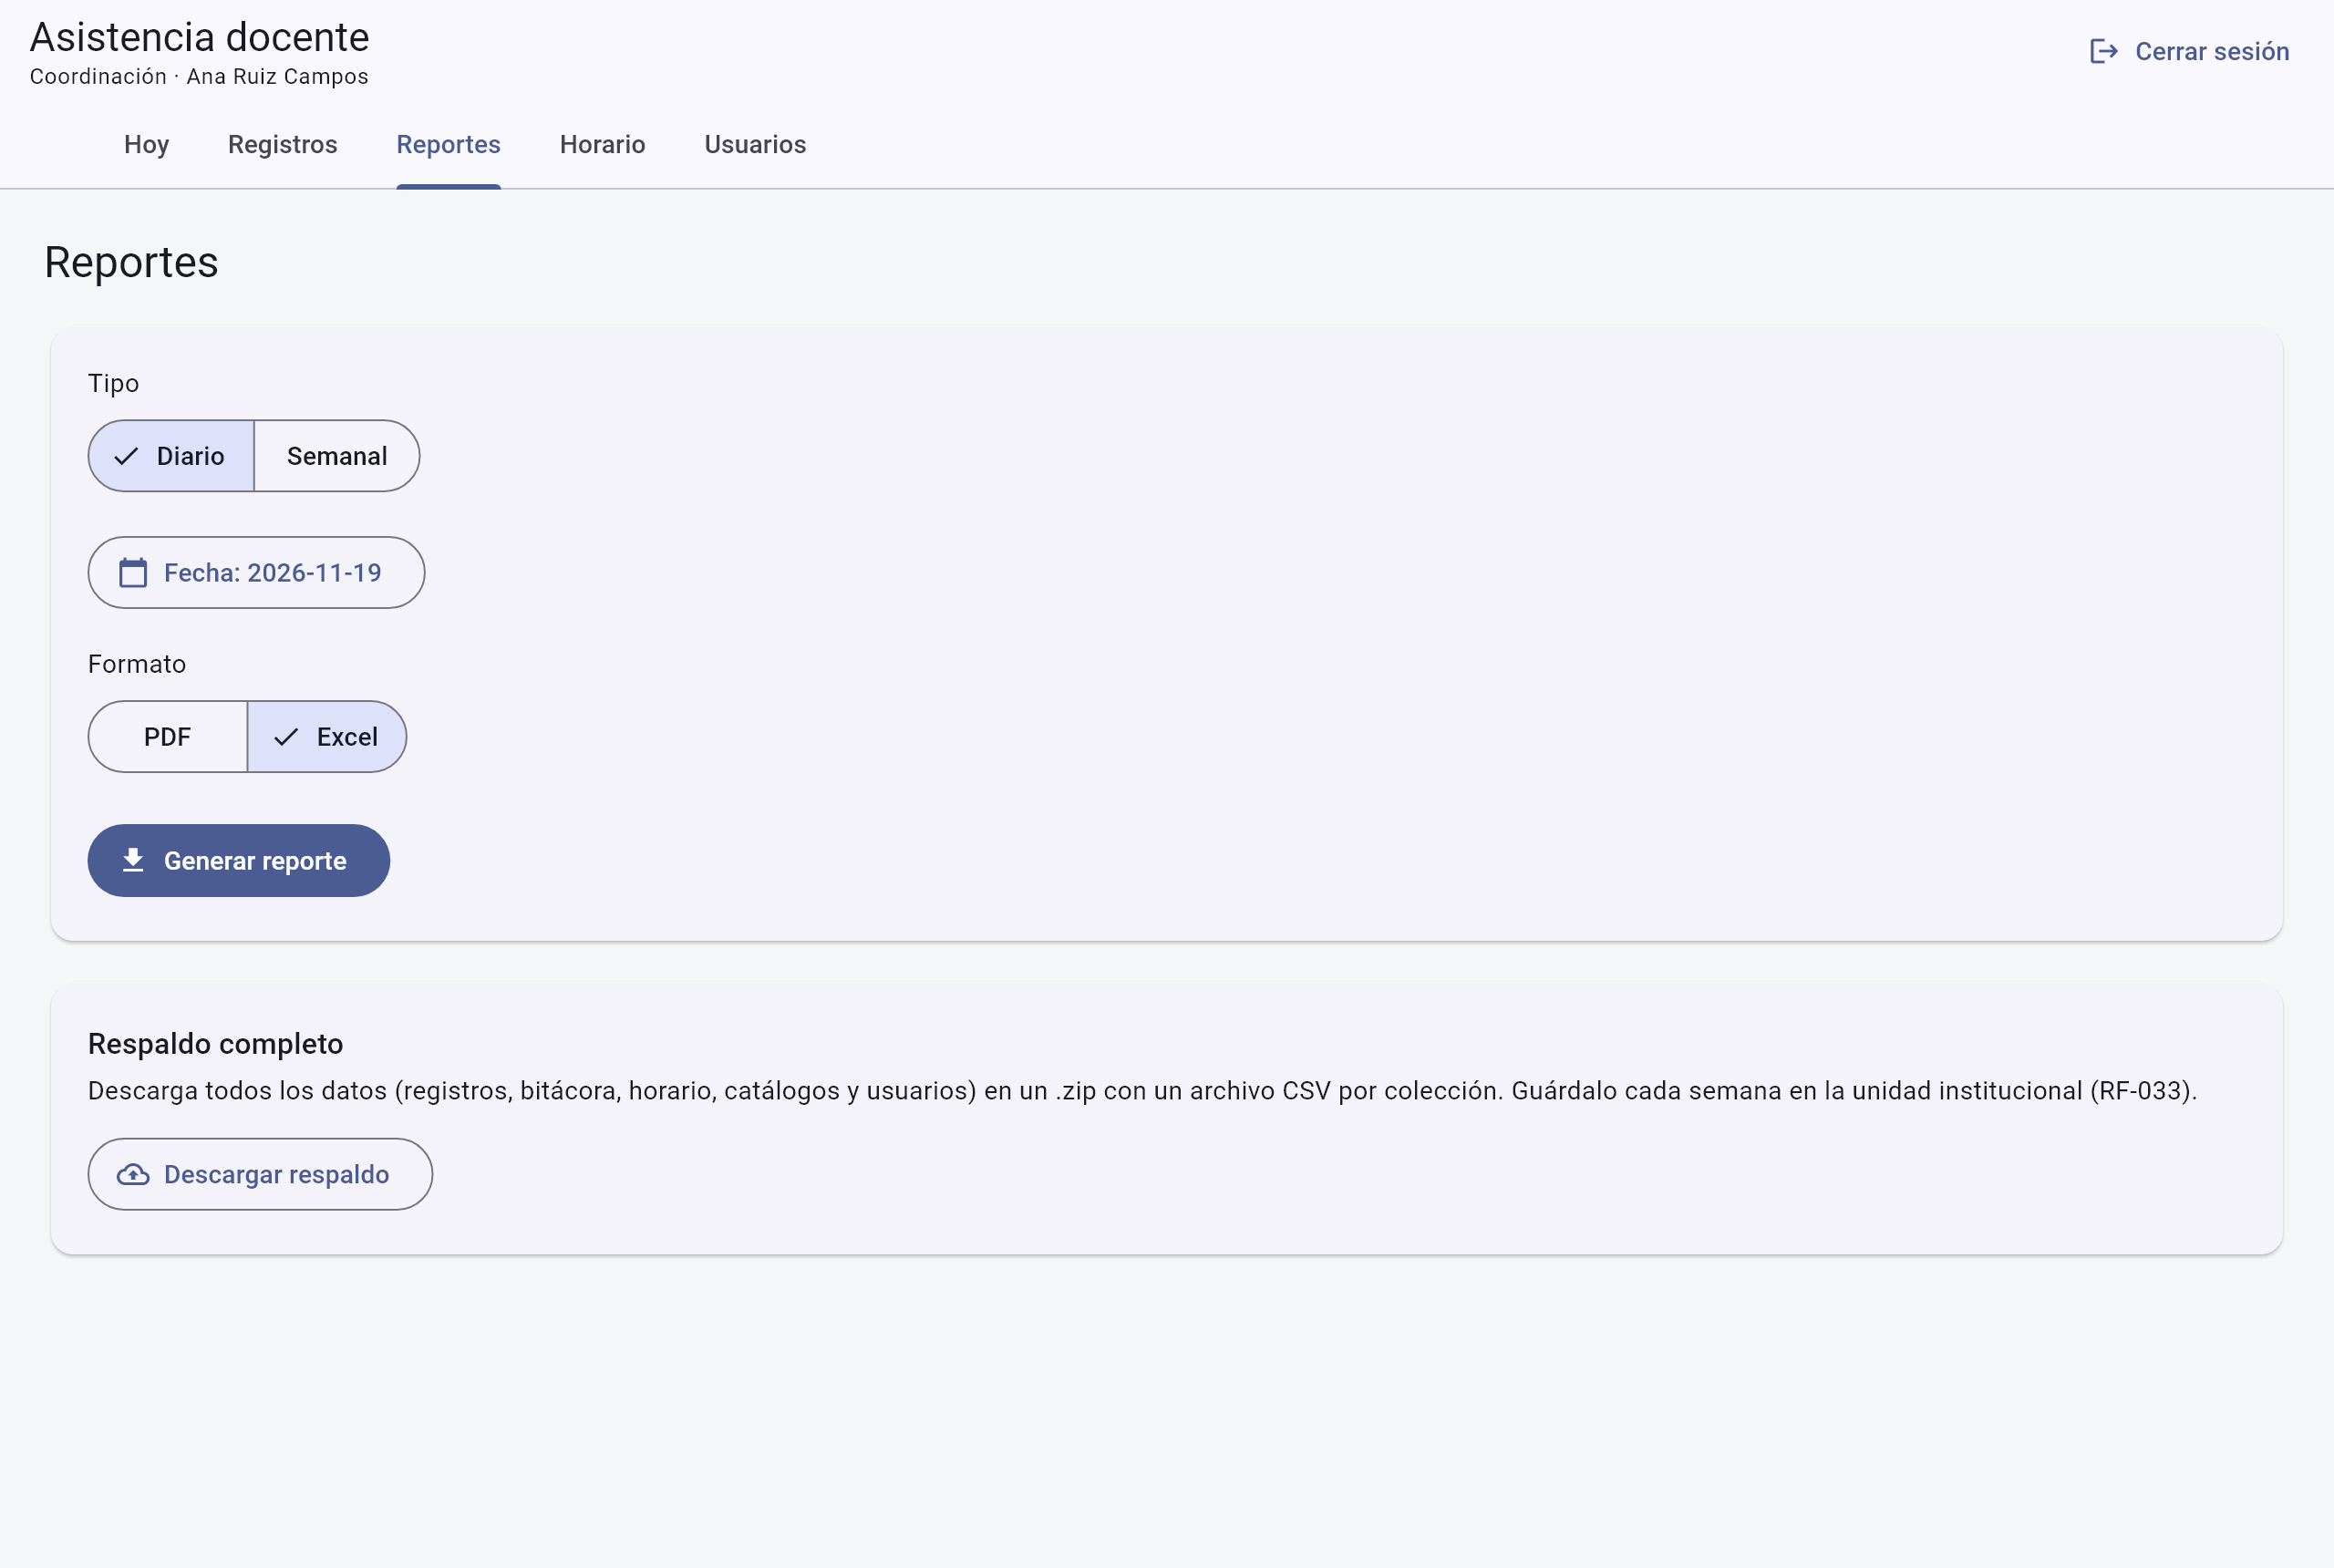 Asistencia docente
Coordinación · Ana Ruiz Campos
Cerrar sesión
Hoy Registros Reportes Horario Usuarios
Reportes
Tipo
Diario Semanal
Fecha: 2026-11-19
Formato
PDF Excel
Generar reporte
Respaldo completo
Descarga todos los datos (registros, bitácora, horario, catálogos y usuarios) en un .zip con un archivo CSV por colección. Guárdalo cada semana en la unidad institucional (RF-033).
Descargar respaldo